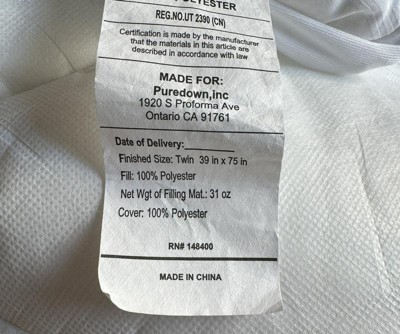 POLYESTER
REG.NO.UT 2390 (CN)
Certification is made by the manufacturer
that the materials in this article are
described in accordance with law
MADE FOR:
Puredown,inc
1920 S Proforma Ave
Ontario CA 91761
Date of Delivery:________
Finished Size: Twin 39 in x 75 in
Fill: 100% Polyester
Net Wgt of Filling Mat.: 31 oz
Cover: 100% Polyester
RN# 148400
MADE IN CHINA